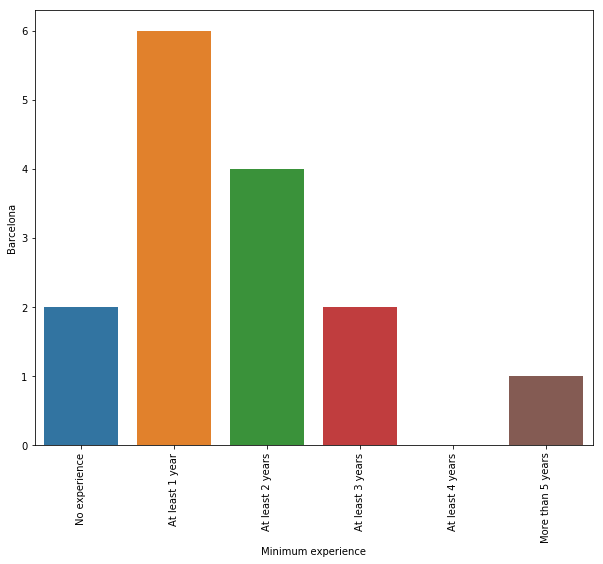 6
5
4
3
2
1
0
Barcelona
No experience
At least 1 year
At least 2 years
At least 3 years
At least 4 years
More than 5 years
Minimum experience